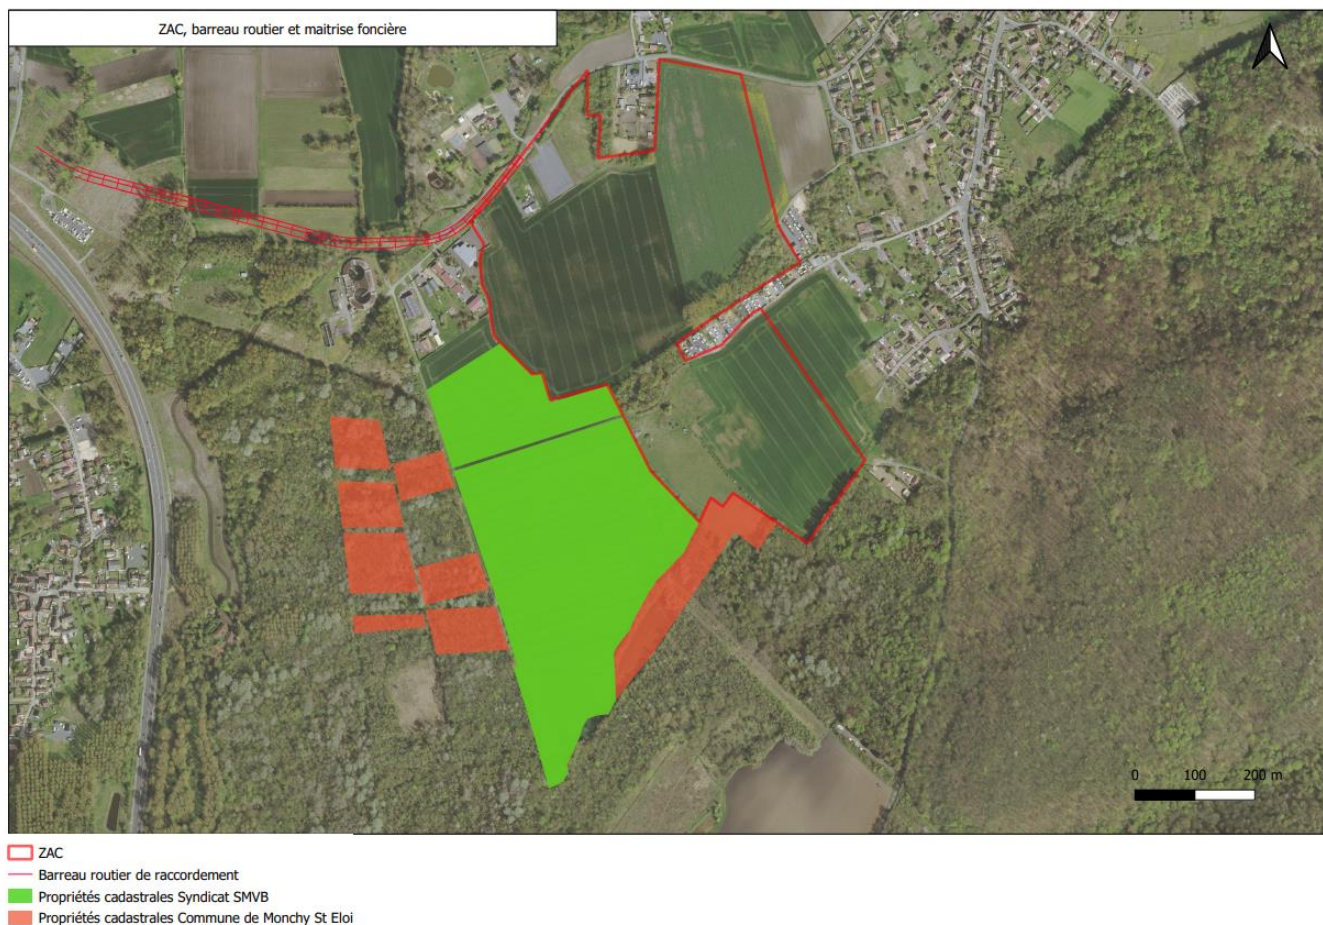 ZAC, barreau routier et maitrise foncière
0 100 200 m
ZAC
Barreau routier de raccordement
Propriétés cadastrales Syndicat SMVB
Propriétés cadastrales Commune de Monchy St Eloi